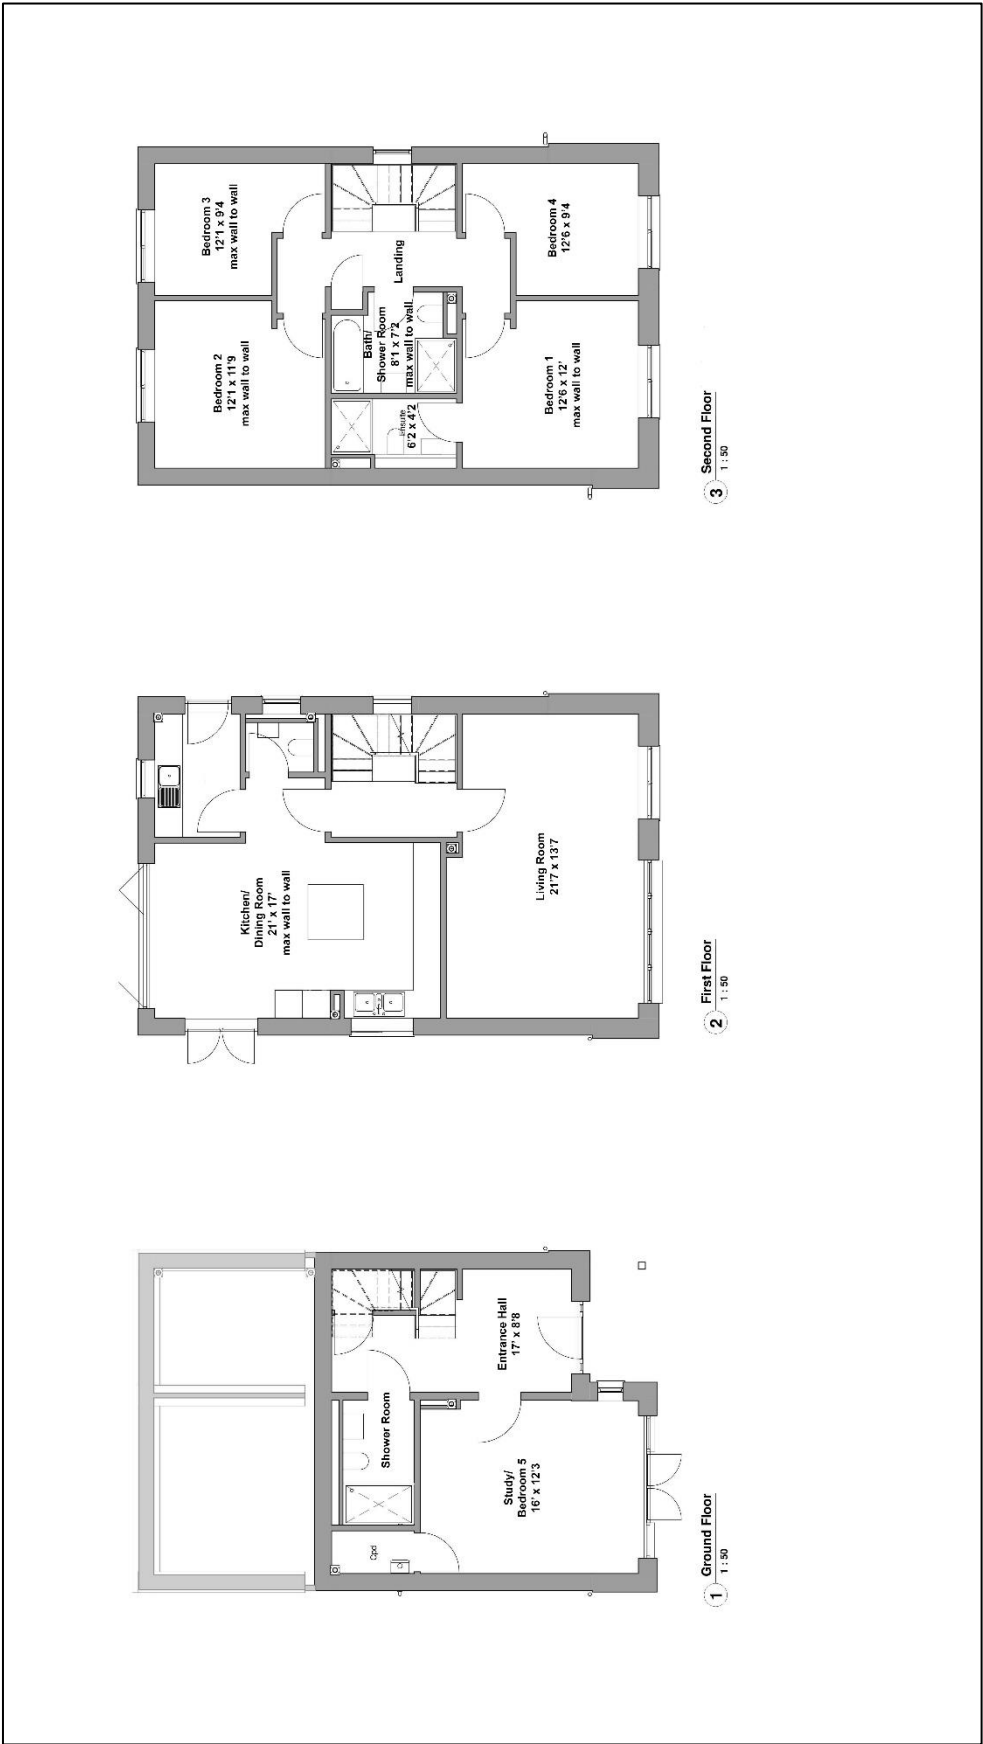 Shower Room
Cpd
Study/
Bedroom 5
16' x 12'3
Entrance Hall
17' x 8'8
1
Ground Floor
1 : 50
Kitchen/
Dining Room
21' x 17'
max wall to wall
Living Room
21'7 x 13'7
2
First Floor
1 : 50
Bedroom 2
12'1 x 11'9
max wall to wall
Bedroom 3
12'1 x 9'4
max wall to wall
Ensuite
6'2 x 4'2
Bath/
Shower Room
8'1 x 7'2
max wall to wall
Landing
Bedroom 1
12'6 x 12'
max wall to wall
Bedroom 4
12'6 x 9'4
3
Second Floor
1 : 50